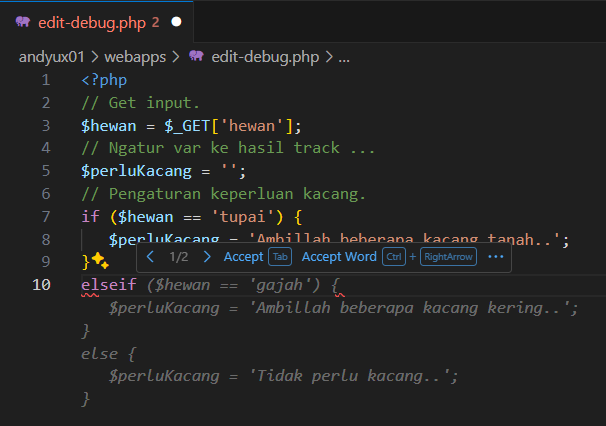 edit-debug.php 2
andyux01 > webapps > edit-debug.php > ...
1 <?php
2 // Get input.
3 $hewan = $_GET['hewan'];
4 // Ngatur var ke hasil track ...
5 $perluKacang = '';
6 // Pengaturan keperluan kacang.
7 if ($hewan == 'tupai') {
8 $perluKacang = 'Ambillah beberapa kacang tanah..';
9 }
< 1/2 > Accept Tab Accept Word Ctrl + RightArrow ...
10 elseif ($hewan == 'gajah') {
$perluKacang = 'Ambillah beberapa kacang kering..';
}
else {
$perluKacang = 'Tidak perlu kacang..';
}